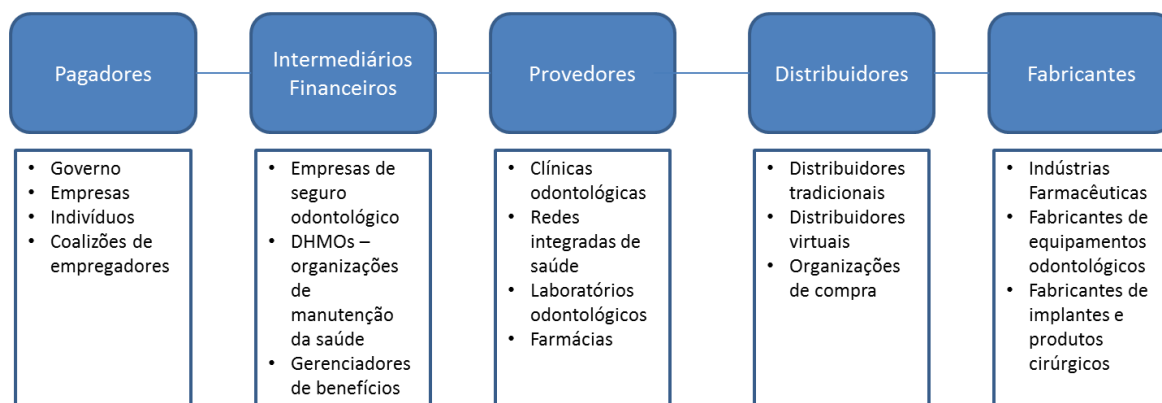 Pagadores
Intermediários
Financeiros
Provedores
Distribuidores
Fabricantes
• Governo
• Empresas
• Indivíduos
• Coalizões de
empregadores
• Empresas de
seguro
odontológico
• DHMOs –
organizações
de
manutenção
da saúde
• Gerenciadores
de benefícios
• Clínicas
odontológicas
• Redes
integradas de
saúde
• Laboratórios
odontológicos
• Farmácias
• Distribuidores
tradicionais
• Distribuidores
virtuais
• Organizações
de compra
• Indústrias
Farmacêuticas
• Fabricantes de
equipamentos
odontológicos
• Fabricantes de
implantes e
produtos
cirúrgicos